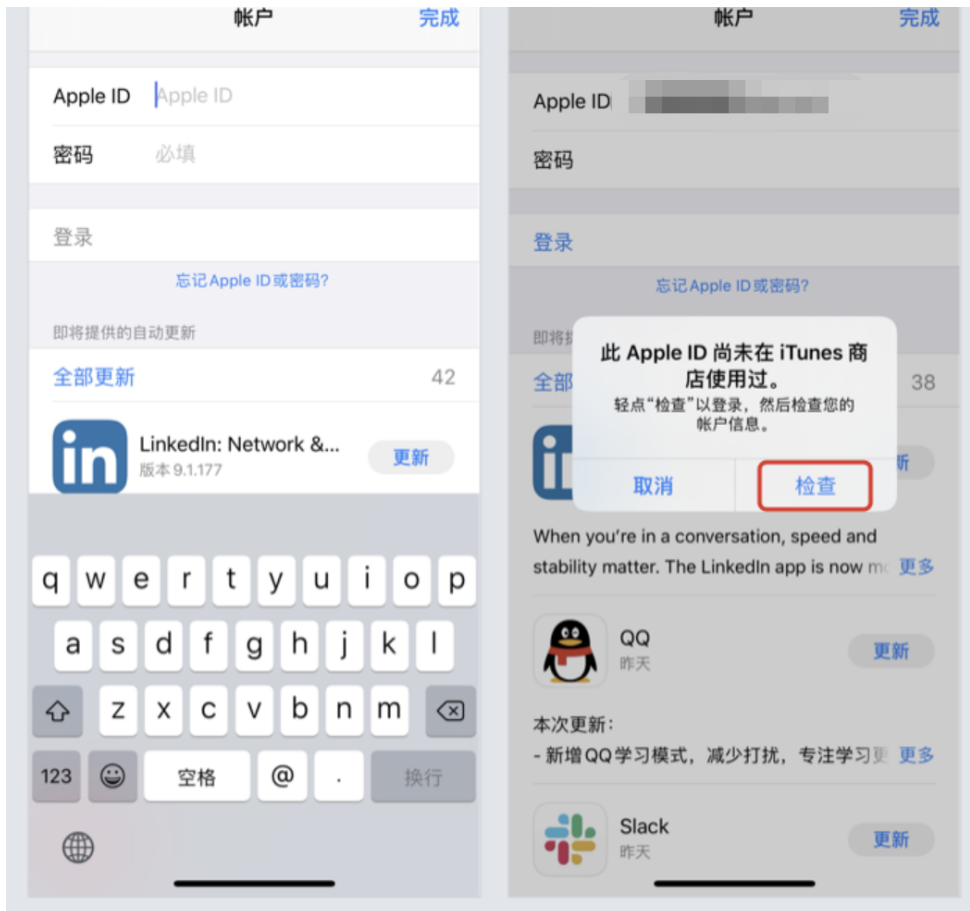 帐户
完成
Apple ID
Apple ID
密码
必填
登录
忘记Apple ID或密码?
即将提供的自动更新
全部更新
42
in
LinkedIn: Network &...
版本 9.1.177
更新
q w e r t y u i o p
a s d f g h j k l
z x c v b n m
123
空格
@
.
换行
帐户
完成
Apple ID
密码
登录
忘记Apple ID或密码?
即将
全部
38
此 Apple ID 尚未在 iTunes 商
店使用过。
轻点“检查”以登录，然后检查您的
帐户信息。
取消
检查
When you're in a conversation, speed and
stability matter. The LinkedIn app is now
更多
QQ
昨天
更新
本次更新：
- 新增QQ学习模式，减少打扰，专注学习更
更多
Slack
昨天
更新